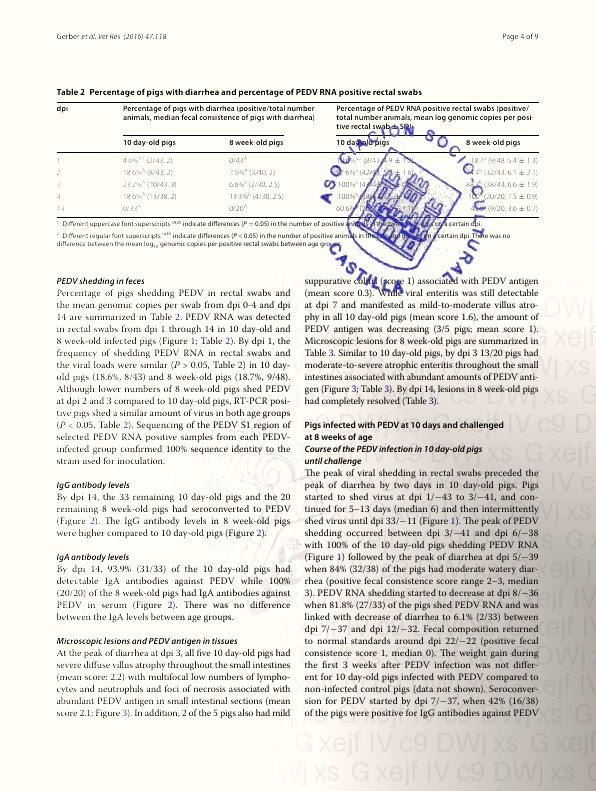 Gerber et al. Vet Res (2016) 47:118
Page 4 of 9
Table 2 Percentage of pigs with diarrhea and percentage of PEDV RNA positive rectal swabs
dpi Percentage of pigs with diarrhea (positive/total number Percentage of PEDV RNA positive rectal swabs (positive/
animals, median fecal consistence of pigs with diarrhea) total number animals, mean log genomic copies per posi-
tive rectal swab ± SD)
10 day-old pigs 8 week-old pigs 10 day-old pigs 8 week-old pigs
1 4.6% (2/43, 2) 0/43 (9/48, 5.4 ± 1.3)
2 18.6% (8/43, 2) 7.5% (3/40, 2) (32/43, 6.1 ± 2.1)
3 23.2% (10/43, 3) 6.6% (2/30, 2.5) 100% (38/43, 6.6 ± 1.9)
4 18.6% (13/38, 2) 13.3% (4/30, 2.5) 100% (20/20, 7.5 ± 0.9)
14 0/33 0/20 60.6% (9/20, 3.6 ± 0.7)
Different uppercase font superscripts indicate differences (P ≤ 0.05) in the number of positive on a certain dpi.
Different regular font superscripts indicate differences (P < 0.05) in the number of positive animals in on a certain dpi. There was no
difference between the mean log10 genomic copies per positive rectal swabs between age groups.
ASOCIACION SOCIO CULTURAL
CASTILLA
PEDV shedding in feces
Percentage of pigs shedding PEDV in rectal swabs and
the mean genomic copies per swab from dpi 0-4 and dpi
14 are summarized in Table 2. PEDV RNA was detected
in rectal swabs from dpi 1 through 14 in 10 day-old and
8 week-old infected pigs (Figure 1; Table 2). By dpi 1, the
frequency of shedding PEDV RNA in rectal swabs and
the viral loads were similar (P > 0.05, Table 2) in 10 day-
old pigs (18.6%, 8/43) and 8 week-old pigs (18.7%, 9/48).
Although lower numbers of 8 week-old pigs shed PEDV
at dpi 2 and 3 compared to 10 day-old pigs, RT-PCR posi-
tive pigs shed a similar amount of virus in both age groups
(P < 0.05, Table 2). Sequencing of the PEDV S1 region of
selected PEDV RNA positive samples from each PEDV-
infected group confirmed 100% sequence identity to the
strain used for inoculation.
IgG antibody levels
By dpi 14, the 33 remaining 10 day-old pigs and the 20
remaining 8 week-old pigs had seroconverted to PEDV
(Figure 2). The IgG antibody levels in 8 week-old pigs
were higher compared to 10 day-old pigs (Figure 2).
IgA antibody levels
By dpi 14, 93.9% (31/33) of the 10 day-old pigs had
detectable IgA antibodies against PEDV while 100%
(20/20) of the 8 week-old pigs had IgA antibodies against
PEDV in serum (Figure 2). There was no difference
between the IgA levels between age groups.
Microscopic lesions and PEDV antigen in tissues
At the peak of diarrhea at dpi 3, all five 10 day-old pigs had
severe diffuse villus atrophy throughout the small intestines
(mean score: 2.2) with multifocal low numbers of lympho-
cytes and neutrophils and foci of necrosis associated with
abundant PEDV antigen in small intestinal sections (mean
score 2.1; Figure 3). In addition, 2 of the 5 pigs also had mild
suppurative colitis (score 1) associated with PEDV antigen
(mean score 0.3). While viral enteritis was still detectable
at dpi 7 and manifested as mild-to-moderate villus atro-
phy in all 10 day-old pigs (mean score 1.6), the amount of
PEDV antigen was decreasing (3/5 pigs; mean score 1).
Microscopic lesions for 8 week-old pigs are summarized in
Table 3. Similar to 10 day-old pigs, by dpi 3 13/20 pigs had
moderate-to-severe atrophic enteritis throughout the small
intestines associated with abundant amounts of PEDV anti-
gen (Figure 3; Table 3). By dpi 14, lesions in 8 week-old pigs
had completely resolved (Table 3).
Pigs infected with PEDV at 10 days and challenged
at 8 weeks of age
Course of the PEDV infection in 10 day-old pigs
until challenge
The peak of viral shedding in rectal swabs preceded the
peak of diarrhea by two days in 10 day-old pigs. Pigs
started to shed virus at dpi 1/−43 to 3/−41, and con-
tinued for 5–13 days (median 6) and then intermittently
shed virus until dpi 33/−11 (Figure 1). The peak of PEDV
shedding occurred between dpi 3/−41 and dpi 6/−38
with 100% of the 10 day-old pigs shedding PEDV RNA
(Figure 1) followed by the peak of diarrhea at dpi 5/−39
when 84% (32/38) of the pigs had moderate watery diar-
rhea (positive fecal consistence score range 2–3, median
3). PEDV RNA shedding started to decrease at dpi 8/−36
when 81.8% (27/33) of the pigs shed PEDV RNA and was
linked with decrease of diarrhea to 6.1% (2/33) between
dpi 7/−37 and dpi 12/−32. Fecal composition returned
to normal standards around dpi 22/−22 (positive fecal
consistence score 1, median 0). The weight gain during
the first 3 weeks after PEDV infection was not differ-
ent for 10 day-old pigs infected with PEDV compared to
non-infected control pigs (data not shown). Seroconver-
sion for PEDV started by dpi 7/−37, when 42% (16/38)
of the pigs were positive for IgG antibodies against PEDV
G xejf IV c9 DWj xs